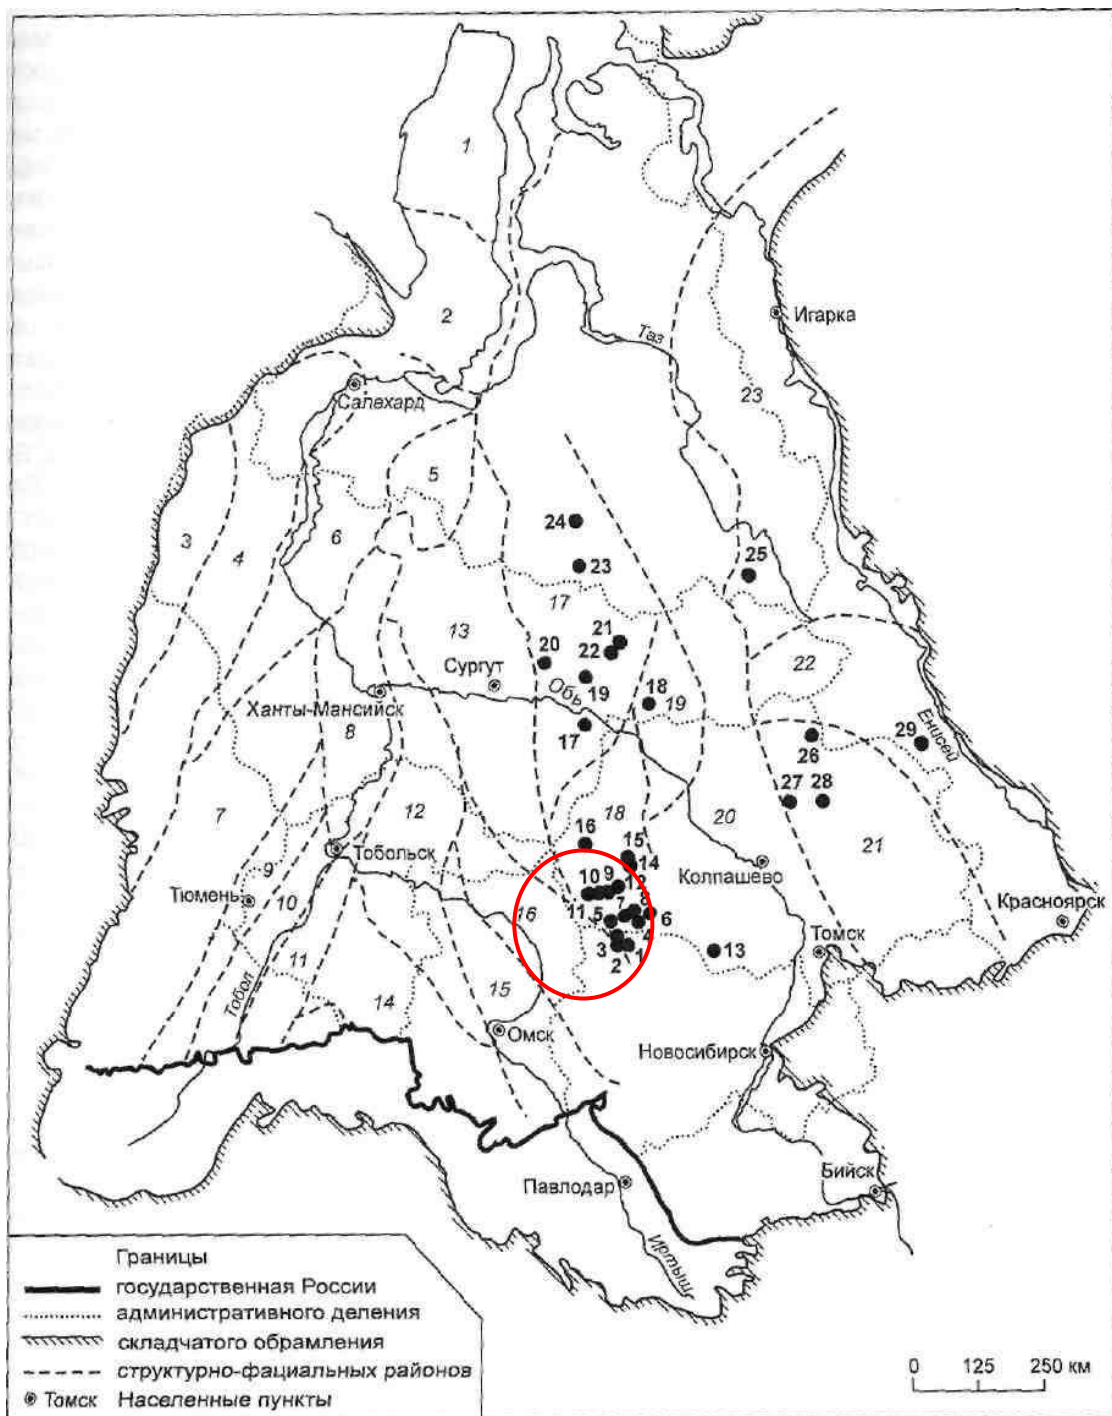 1
2
Игарка
Таз
23
Салехард
5
3
4
6
24
23
25
17
13
21
20
22
22
Сургут
19
Обь
18
19
Ханты-Мансийск
17
8
26
29
Енисей
27
28
7
12
18
20
16
15
14
21
Тобольск
Колпашево
9
Тюмень
10
10
9
12
11
7
8
5
6
16
Красноярск
Томск
4
3
1
2
13
11
Тобол
14
15
Омск
Новосибирск
Бийск
Павлодар
Иртыш
Границы
государственная России
административного деления
складчатого обрамления
структурно-фациальных районов
Томск Населенные пункты
0 125 250 км